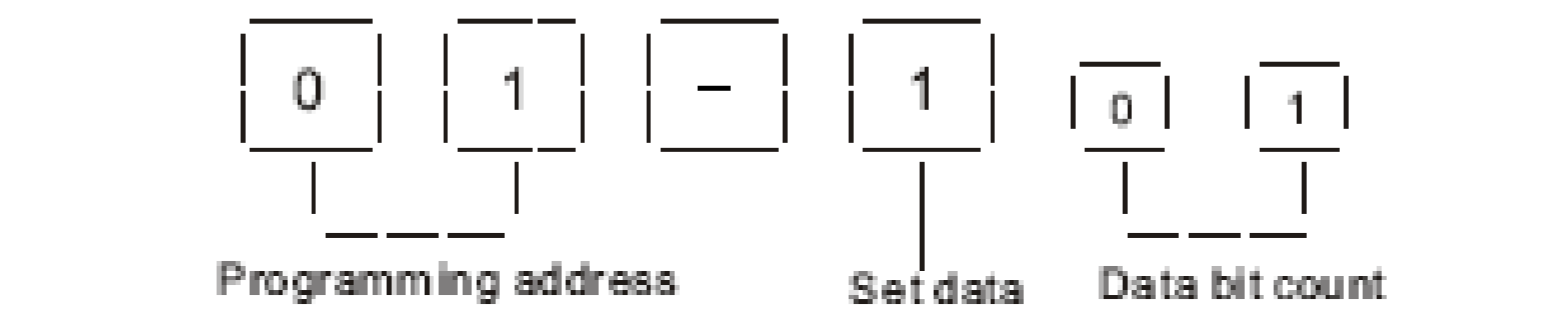 0 1 – 1 0 1
Programming address Set data Data bit count